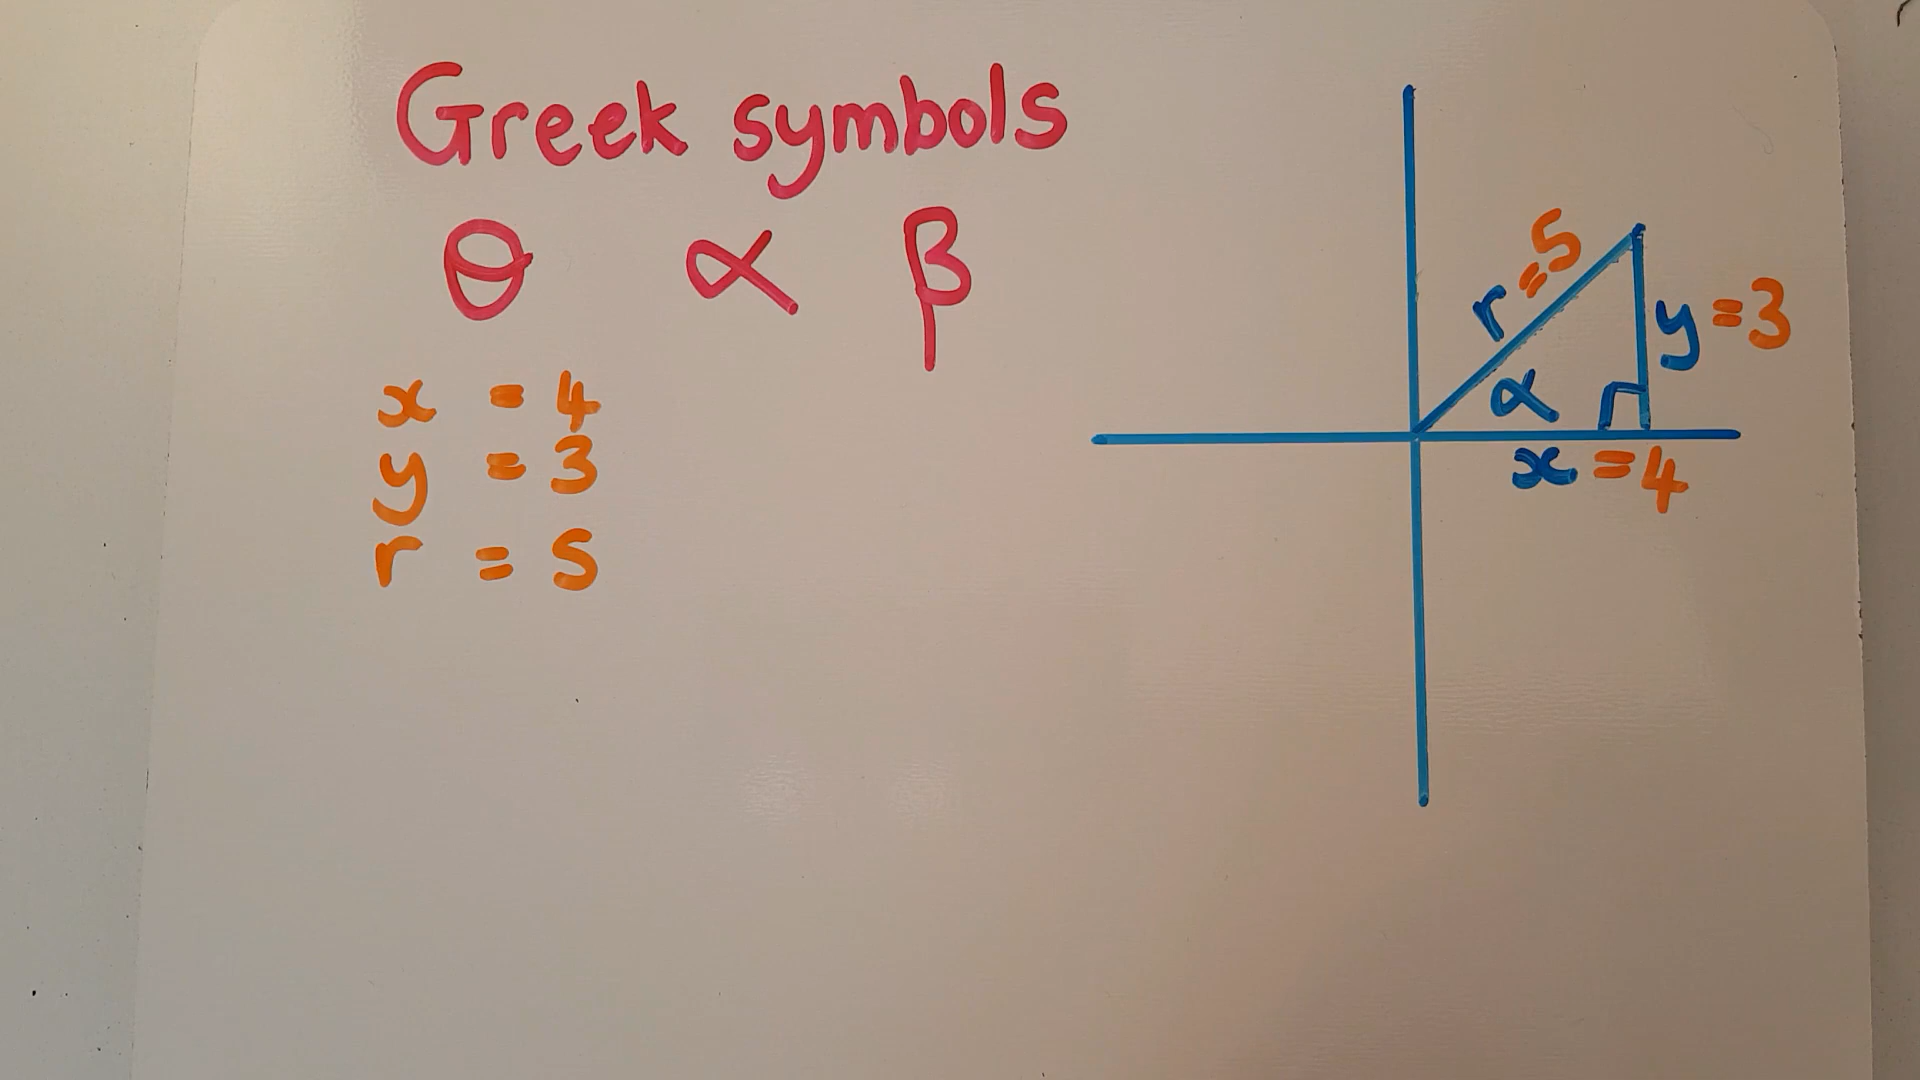 Greek symbols
θ α β
x = 4
y = 3
r = 5
r = 5
y = 3
α
x = 4